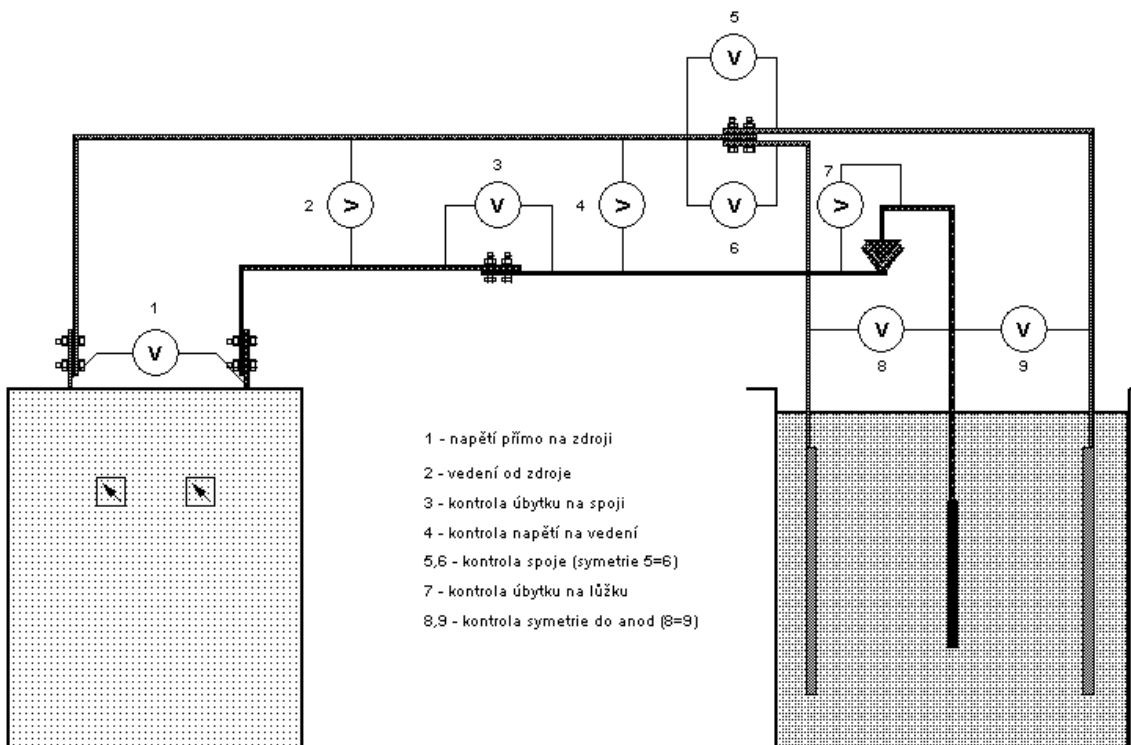 5
V
3
7
2
V
V
4
V
V
V
6
1
V
V
V
8
9
1 - napětí přímo na zdroji
2 - vedení od zdroje
3 - kontrola úbytku na spoji
4 - kontrola napětí na vedení
5,6 - kontrola spoje (symetrie 5=6)
7 - kontrola úbytku na lůžku
8,9 - kontrola symetrie do anod (8=9)